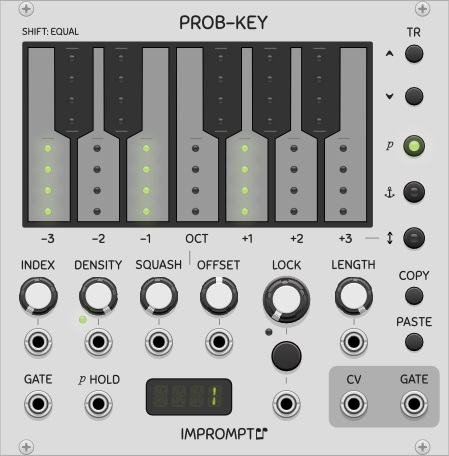 PROB-KEY
SHIFT: EQUAL
TR
p
-3 -2 -1 OCT +1 +2 +3
INDEX DENSITY SQUASH OFFSET LOCK LENGTH
COPY
PASTE
GATE p HOLD CV GATE
1
IMPROMPT